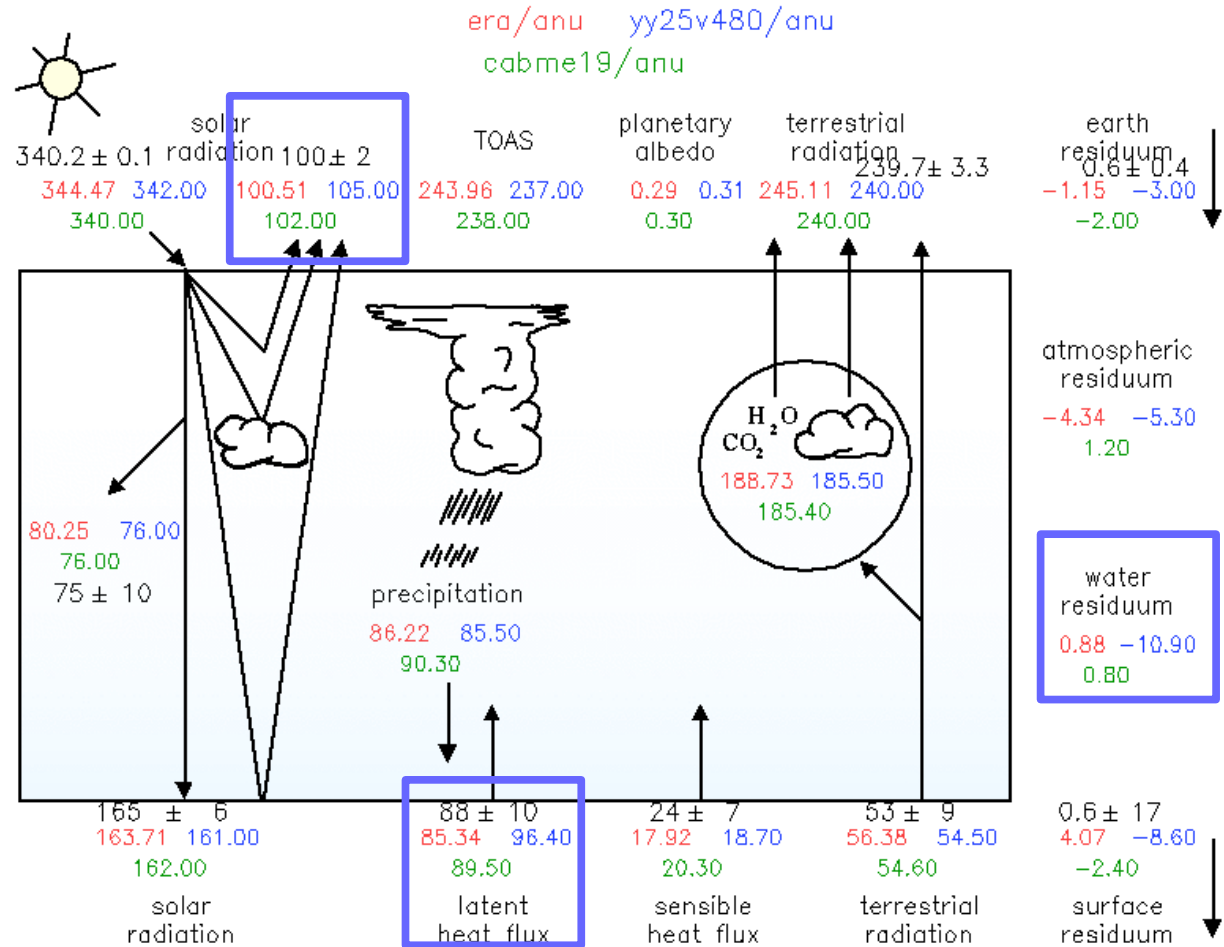 era/anu yy25v480/anu
cabme19/anu
solar
radiation
340.2 ± 0.1
100 ± 2
344.47 342.00 100.51 105.00
340.00 102.00
TOAS
243.96 237.00
238.00
planetary
albedo
0.29 0.31
0.30
terrestrial
radiation
239.7 ± 3.3
245.11 240.00
240.00
earth
residuum
0.6 ± 0.4
−1.15 −3.00
−2.00
atmospheric
residuum
−4.34 −5.30
1.20
H2O
CO2
188.73 185.50
185.40
80.25 76.00
76.00
75 ± 10
precipitation
86.22 85.50
90.30
water
residuum
0.88 −10.90
0.80
165 ± 6
163.71 161.00
162.00
solar
radiation
88 ± 10
85.34 96.40
89.50
latent
heat flux
24 ± 7
17.92 18.70
20.30
sensible
heat flux
53 ± 9
56.38 54.50
54.60
terrestrial
radiation
0.6 ± 17
4.07 −8.60
−2.40
surface
residuum